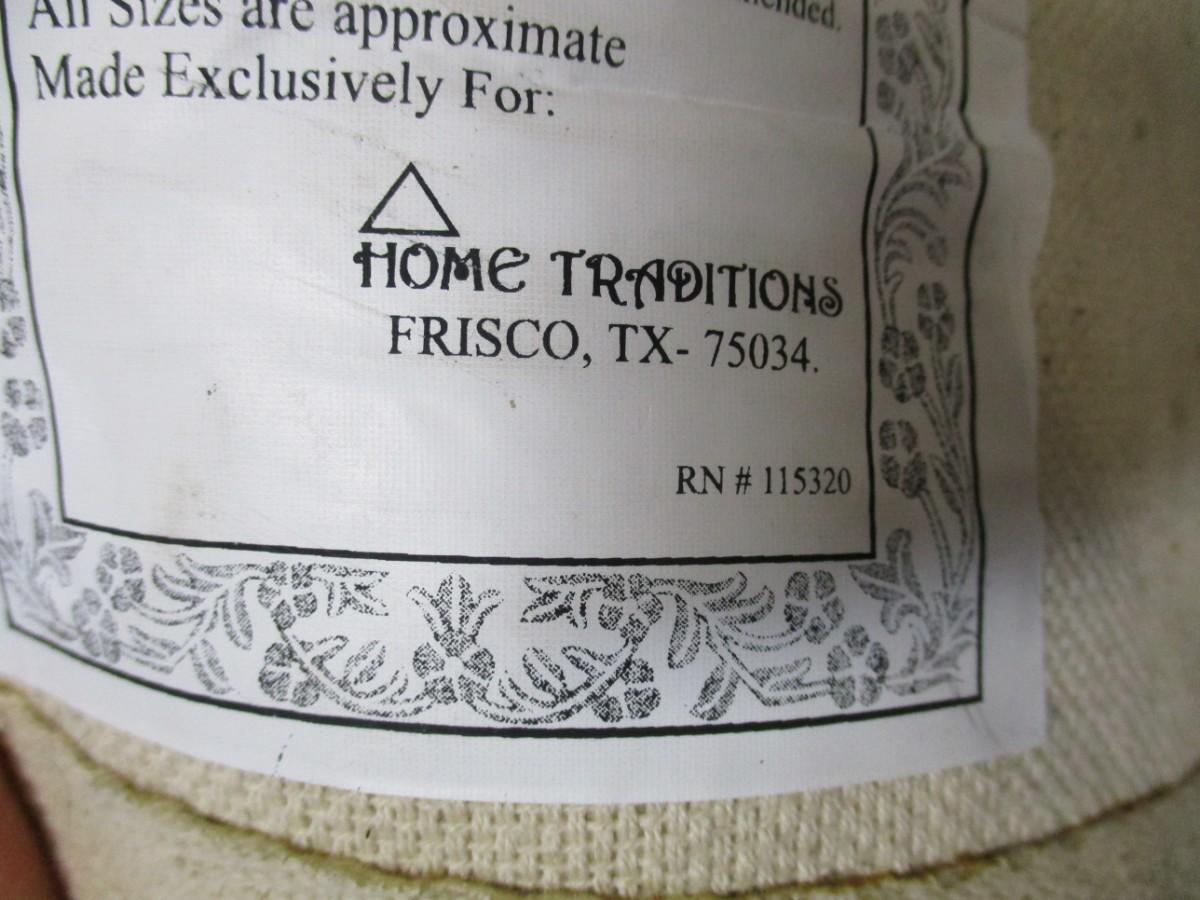 All Sizes are approximate
Made Exclusively For:
HOME TRADITIONS
FRISCO, TX- 75034.
RN # 115320